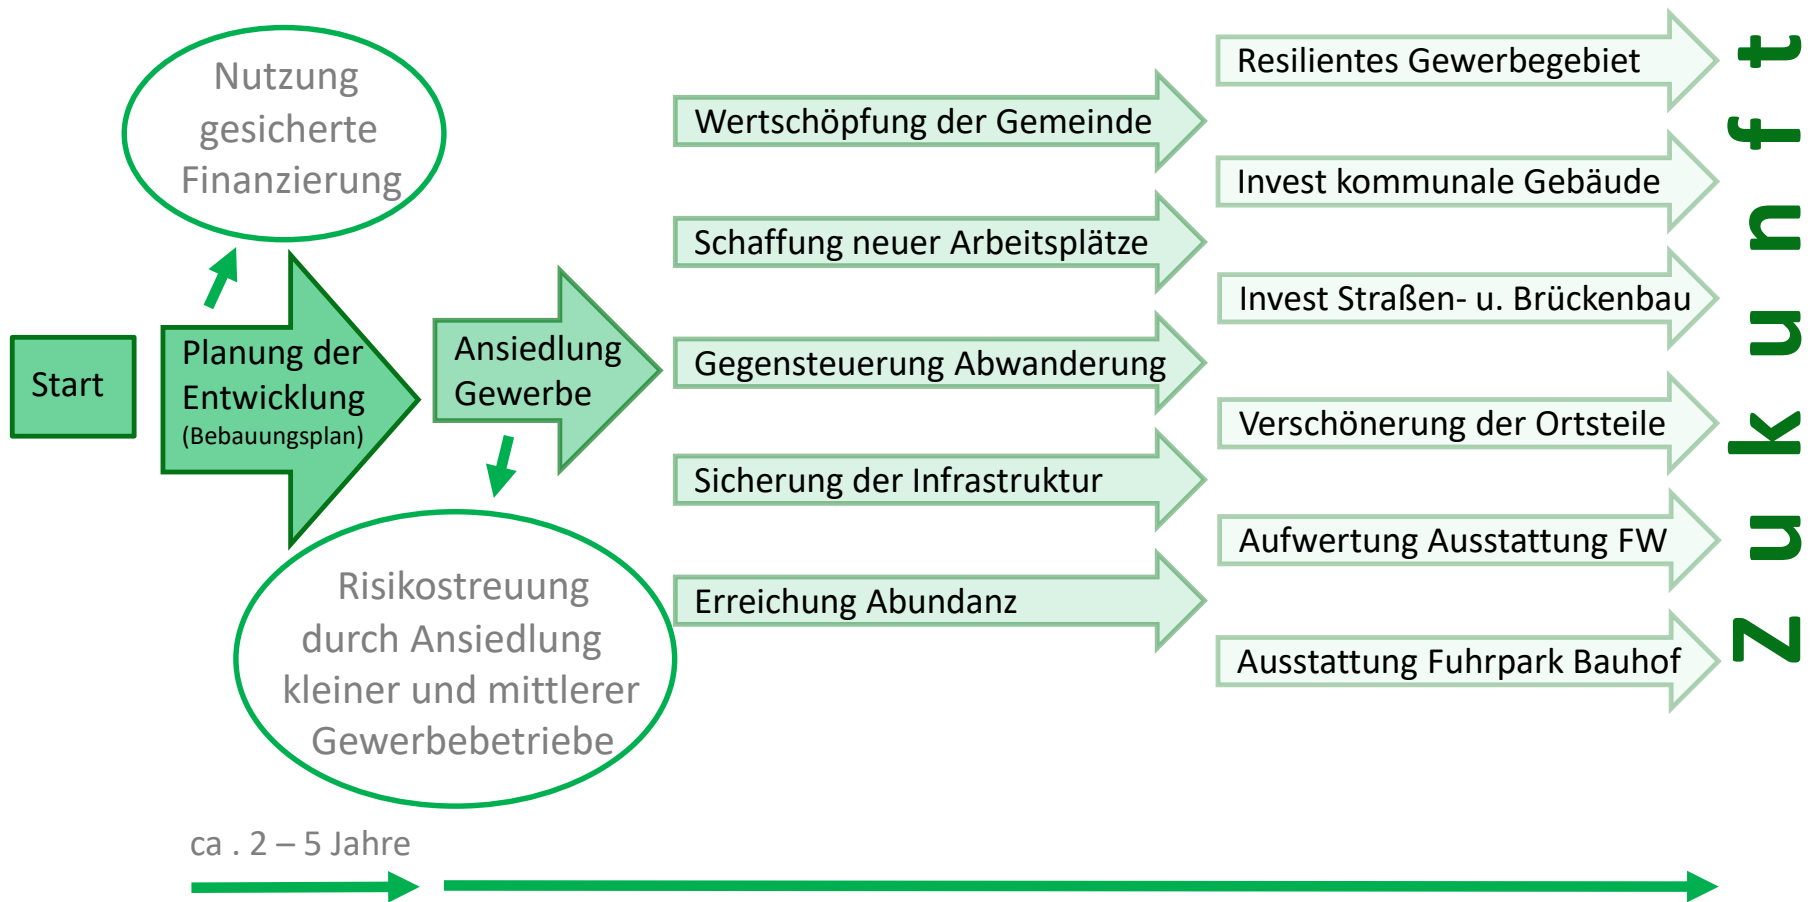 Nutzung
gesicherte
Finanzierung
Start
Planung der
Entwicklung
(Bebauungsplan)
Ansiedlung
Gewerbe
Risikostreuung
durch Ansiedlung
kleiner und mittlerer
Gewerbebetriebe
ca . 2 – 5 Jahre
Wertschöpfung der Gemeinde
Schaffung neuer Arbeitsplätze
Gegensteuerung Abwanderung
Sicherung der Infrastruktur
Erreichung Abundanz
Resilientes Gewerbegebiet
Invest kommunale Gebäude
Invest Straßen- u. Brückenbau
Verschönerung der Ortsteile
Aufwertung Ausstattung FW
Ausstattung Fuhrpark Bauhof
Zukunft